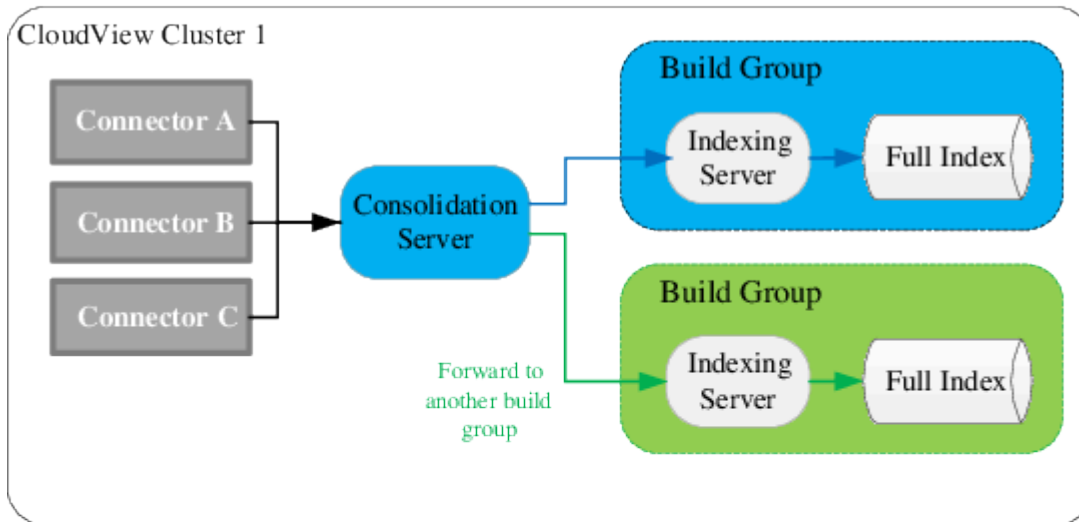 CloudView Cluster 1
Connector A
Connector B
Connector C
Consolidation
Server
Build Group
Indexing
Server
Full Index
Build Group
Indexing
Server
Full Index
Forward to
another build
group